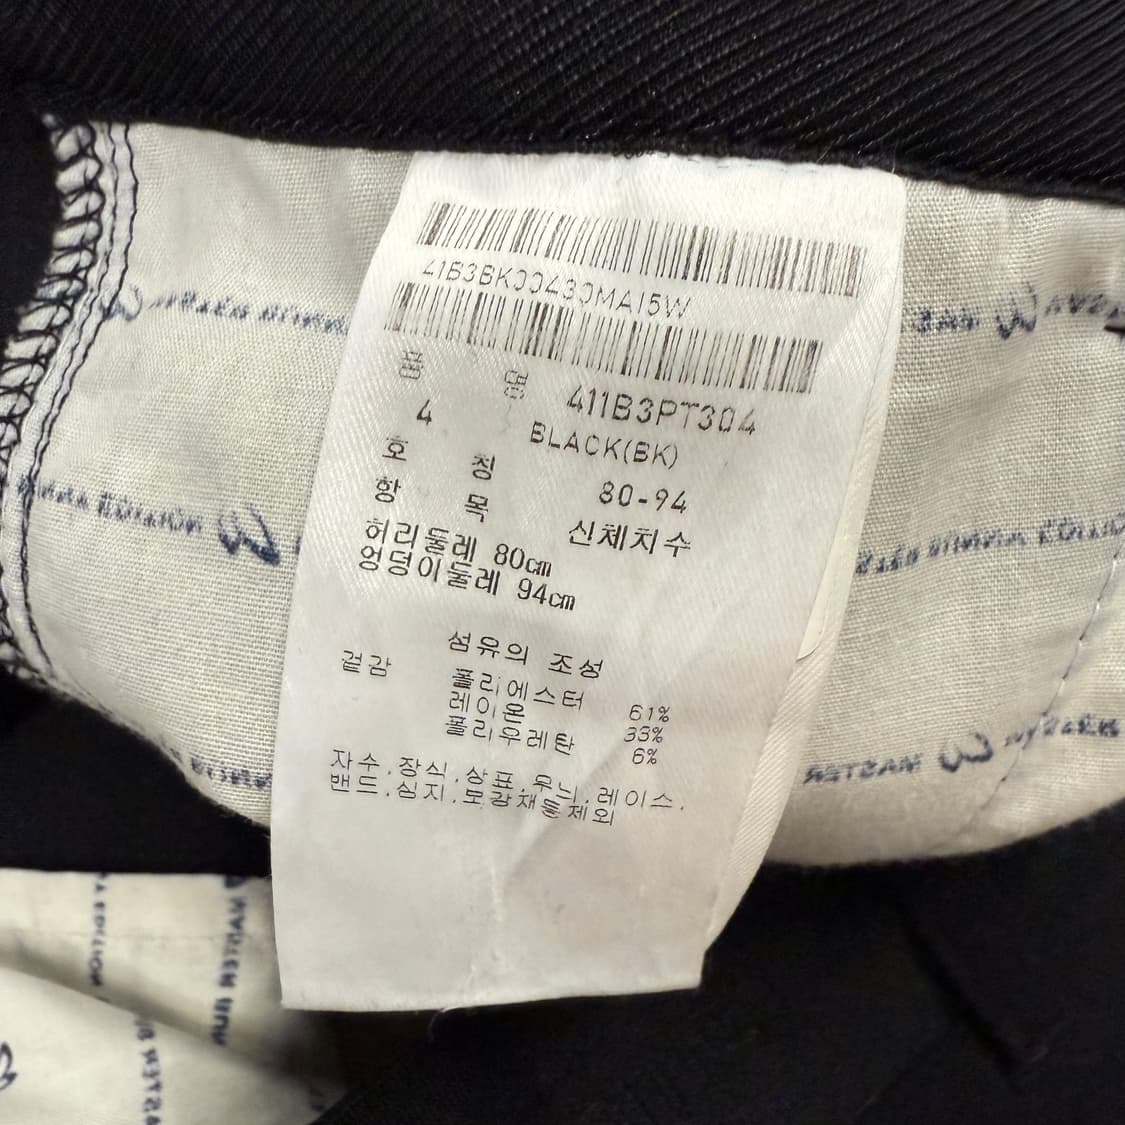 41B3BK00430MA15W
품 명 411B3PT304
4 BLACK(BK)
호 칭 80-94
항 목 신체치수
허리둘레 80cm
엉덩이둘레 94cm
섬유의 조성
겉감 폴리에스터 61%
레이온 33%
폴리우레탄 6%
자수.장식.상표.무늬.레이스.
밴드.심지.보강재등제외